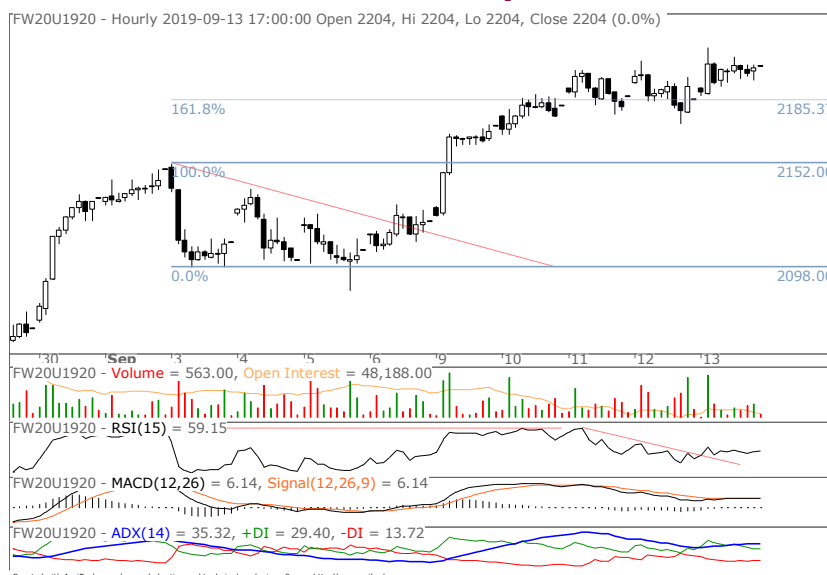 FW20U1920 - Hourly 2019-09-13 17:00:00 Open 2204, Hi 2204, Lo 2204, Close 2204 (0.0%)
161.8%
2185.37
100.0%
2152.00
0.0%
2098.00
30 Sep 3 4 5 6 9 10 11 12 13
FW20U1920 - Volume = 563.00, Open Interest = 48,188.00
FW20U1920 - RSI(15) = 59.15
FW20U1920 - MACD(12,26) = 6.14, Signal(12,26,9) = 6.14
FW20U1920 - ADX(14) = 35.32, +DI = 29.40, -DI = 13.72